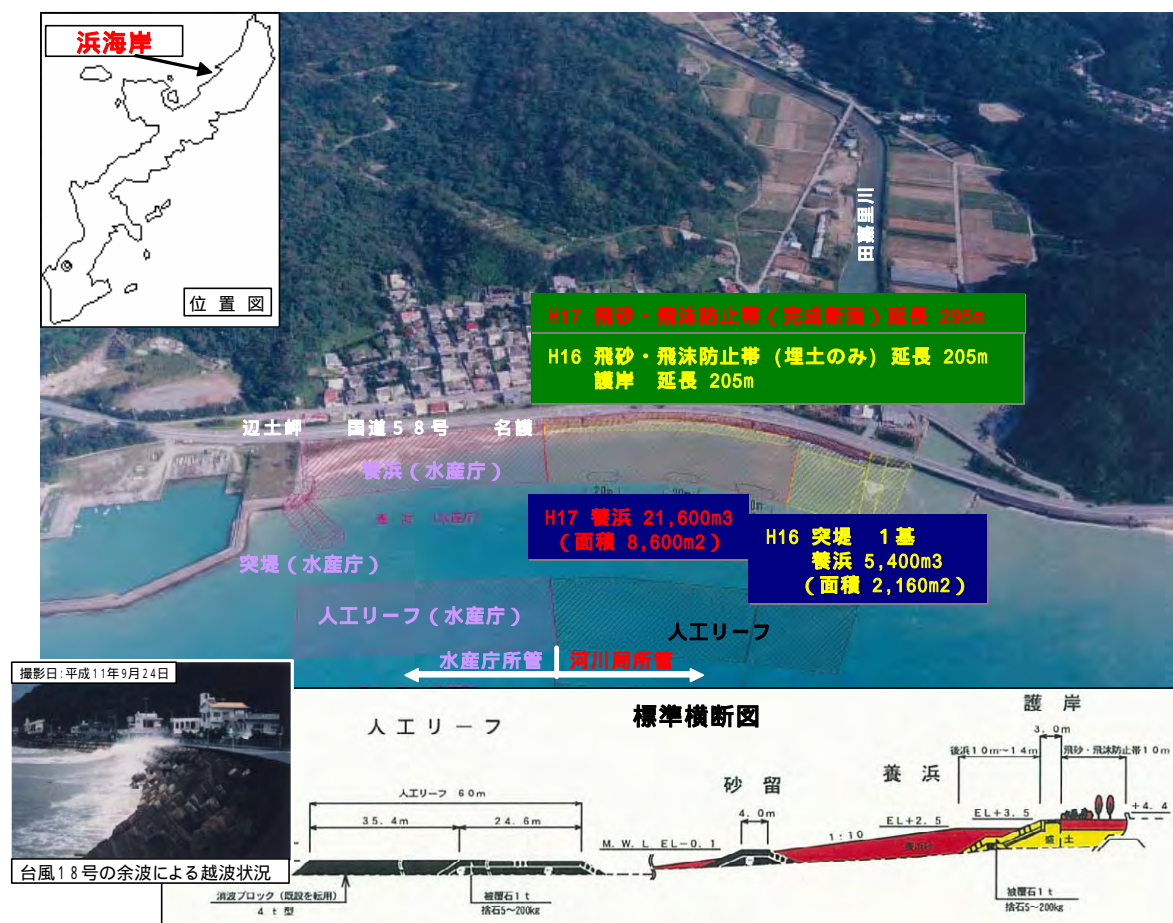 浜海岸
位置図
田嘉里川
H17 飛砂・飛沫防止帯（完成断面）延長 295m
H16 飛砂・飛沫防止帯 (埋土のみ) 延長 205m
護岸 延長 205m
辺土岬 国道58号 名護
養浜（水産庁）
養浜 (水産庁)
20m
H17 養浜 21,600m3
（面積 8,600m2）
H16 突堤 1基
養浜 5,400m3
（面積 2,160m2）
突堤（水産庁）
人工リーフ（水産庁）
人工リーフ
水産庁所管
河川局所管
撮影日:平成11年9月24日
台風18号の余波による越波状況
標準横断図
人工リーフ
人工リーフ 60m
35.4m
24.6m
消波ブロック（既設を転用）
4t型
被覆石1t
捨石5～200kg
M.W.L EL-0.1
砂留
4.0m
養浜
1:10
EL+2.5
養浜砂
後浜10m～14m
護岸
3.0m
飛砂・飛沫防止帯10m
EL+3.5
+4.4
盛土
被覆石1t
捨石5～200kg